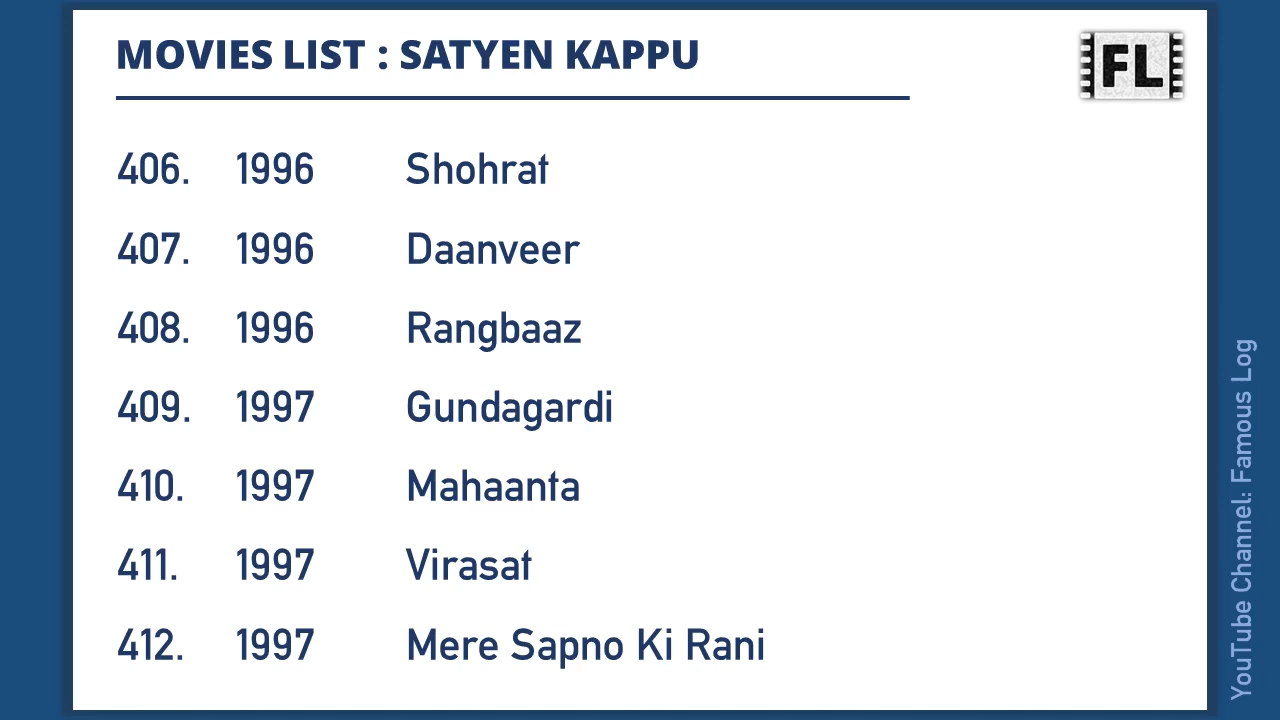 MOVIES LIST : SATYEN KAPPU
FL
406. 1996 Shohrat
407. 1996 Daanveer
408. 1996 Rangbaaz
409. 1997 Gundagardi
410. 1997 Mahaanta
411. 1997 Virasat
412. 1997 Mere Sapno Ki Rani
YouTube Channel: Famous Log